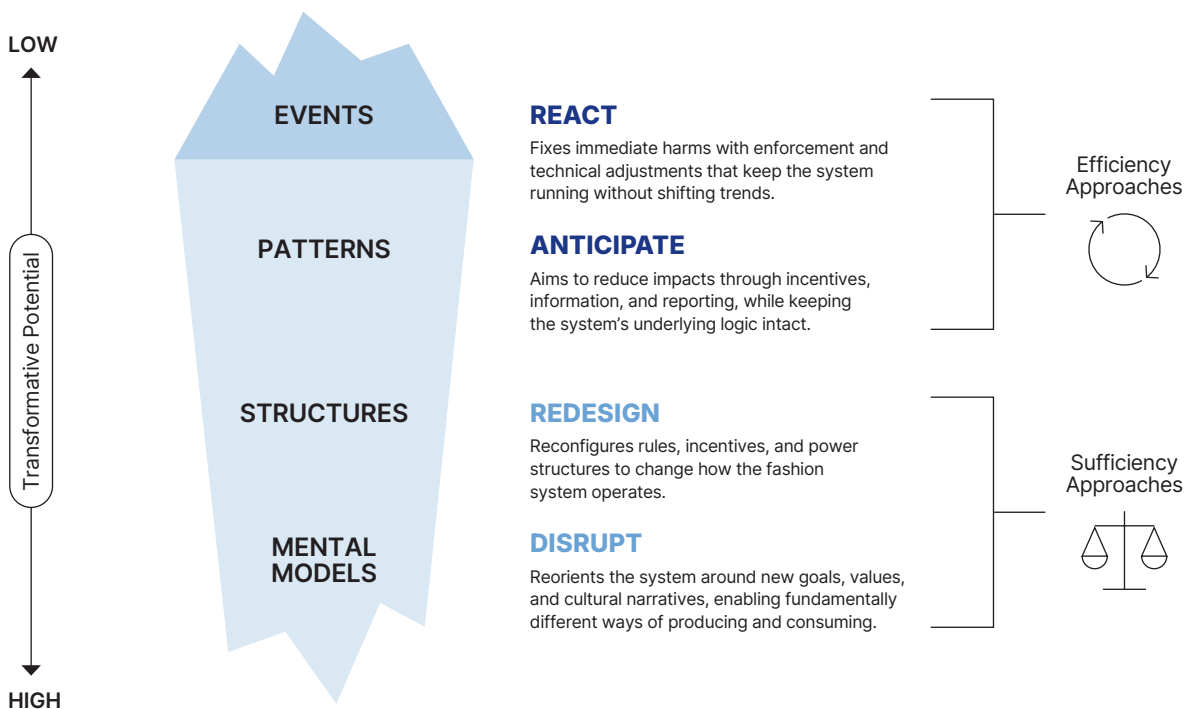 LOW
Transformative Potential
HIGH
EVENTS
PATTERNS
STRUCTURES
MENTAL
MODELS
REACT
Fixes immediate harms with enforcement and
technical adjustments that keep the system
running without shifting trends.
ANTICIPATE
Aims to reduce impacts through incentives,
information, and reporting, while keeping
the system’s underlying logic intact.
REDESIGN
Reconfigures rules, incentives, and power
structures to change how the fashion
system operates.
DISRUPT
Reorients the system around new goals, values,
and cultural narratives, enabling fundamentally
different ways of producing and consuming.
Efficiency
Approaches
Sufficiency
Approaches